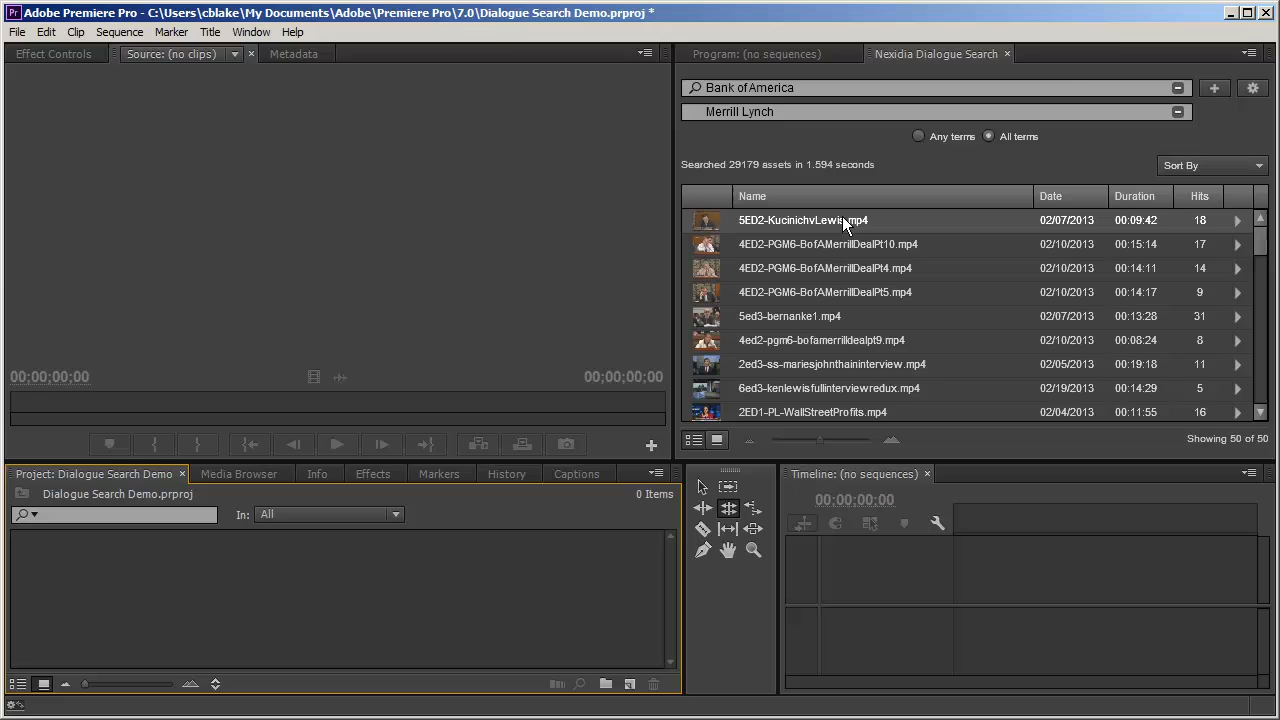 Adobe Premiere Pro - C:\Users\cblake\My Documents\Adobe\Premiere Pro\7.0\Dialogue Search Demo.prproj *
File Edit Clip Sequence Marker Title Window Help
Effect Controls Source: (no clips) Metadata
Program: (no sequences) Nexidia Dialogue Search
Bank of America
Merrill Lynch
Any terms All terms
Searched 29179 assets in 1.594 seconds
Sort By
Name Date Duration Hits
5ED2-KucinichvLewis.mp4 02/07/2013 00:09:42 18
4ED2-PGM6-BofAMerrillDealPt10.mp4 02/10/2013 00:15:14 17
4ED2-PGM6-BofAMerrillDealPt4.mp4 02/10/2013 00:14:11 14
4ED2-PGM6-BofAMerrillDealPt5.mp4 02/10/2013 00:14:17 9
5ed3-bernanke1.mp4 02/07/2013 00:13:28 31
4ed2-pgm6-bofamerrilldealpt9.mp4 02/10/2013 00:08:24 8
2ed3-ss-mariesjohnthaininterview.mp4 02/05/2013 00:19:18 11
6ed3-kenlewisfullinterviewredux.mp4 02/19/2013 00:14:29 5
2ED1-PL-WallStreetProfits.mp4 02/04/2013 00:11:55 16
Showing 50 of 50
00;00;00;00 00;00;00;00
Project: Dialogue Search Demo Media Browser Info Effects Markers History Captions
Dialogue Search Demo.prproj 0 Items
In: All
Timeline: (no sequences)
00:00:00:00